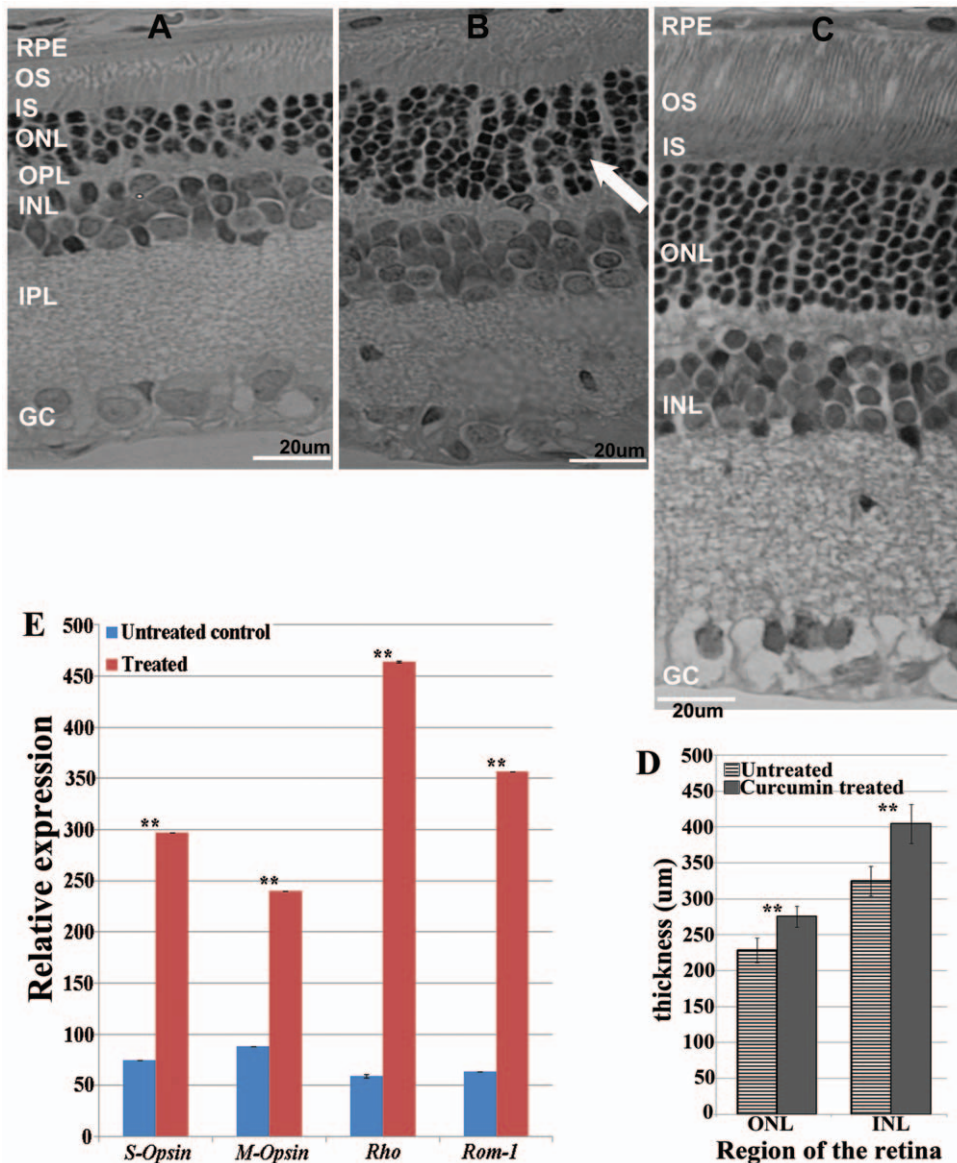 A
RPE
OS
IS
ONL
OPL
INL
IPL
GC
20um
B
20um
C
RPE
OS
IS
ONL
INL
GC
20um
E
Untreated control
Treated
Relative expression
500
450
400
350
300
250
200
150
100
50
0
**
**
**
**
S-Opsin
M-Opsin
Rho
Rom-1
D
Untreated
Curcumin treated
thickness (um)
500
450
400
350
300
250
200
150
100
50
0
**
**
ONL
INL
Region of the retina